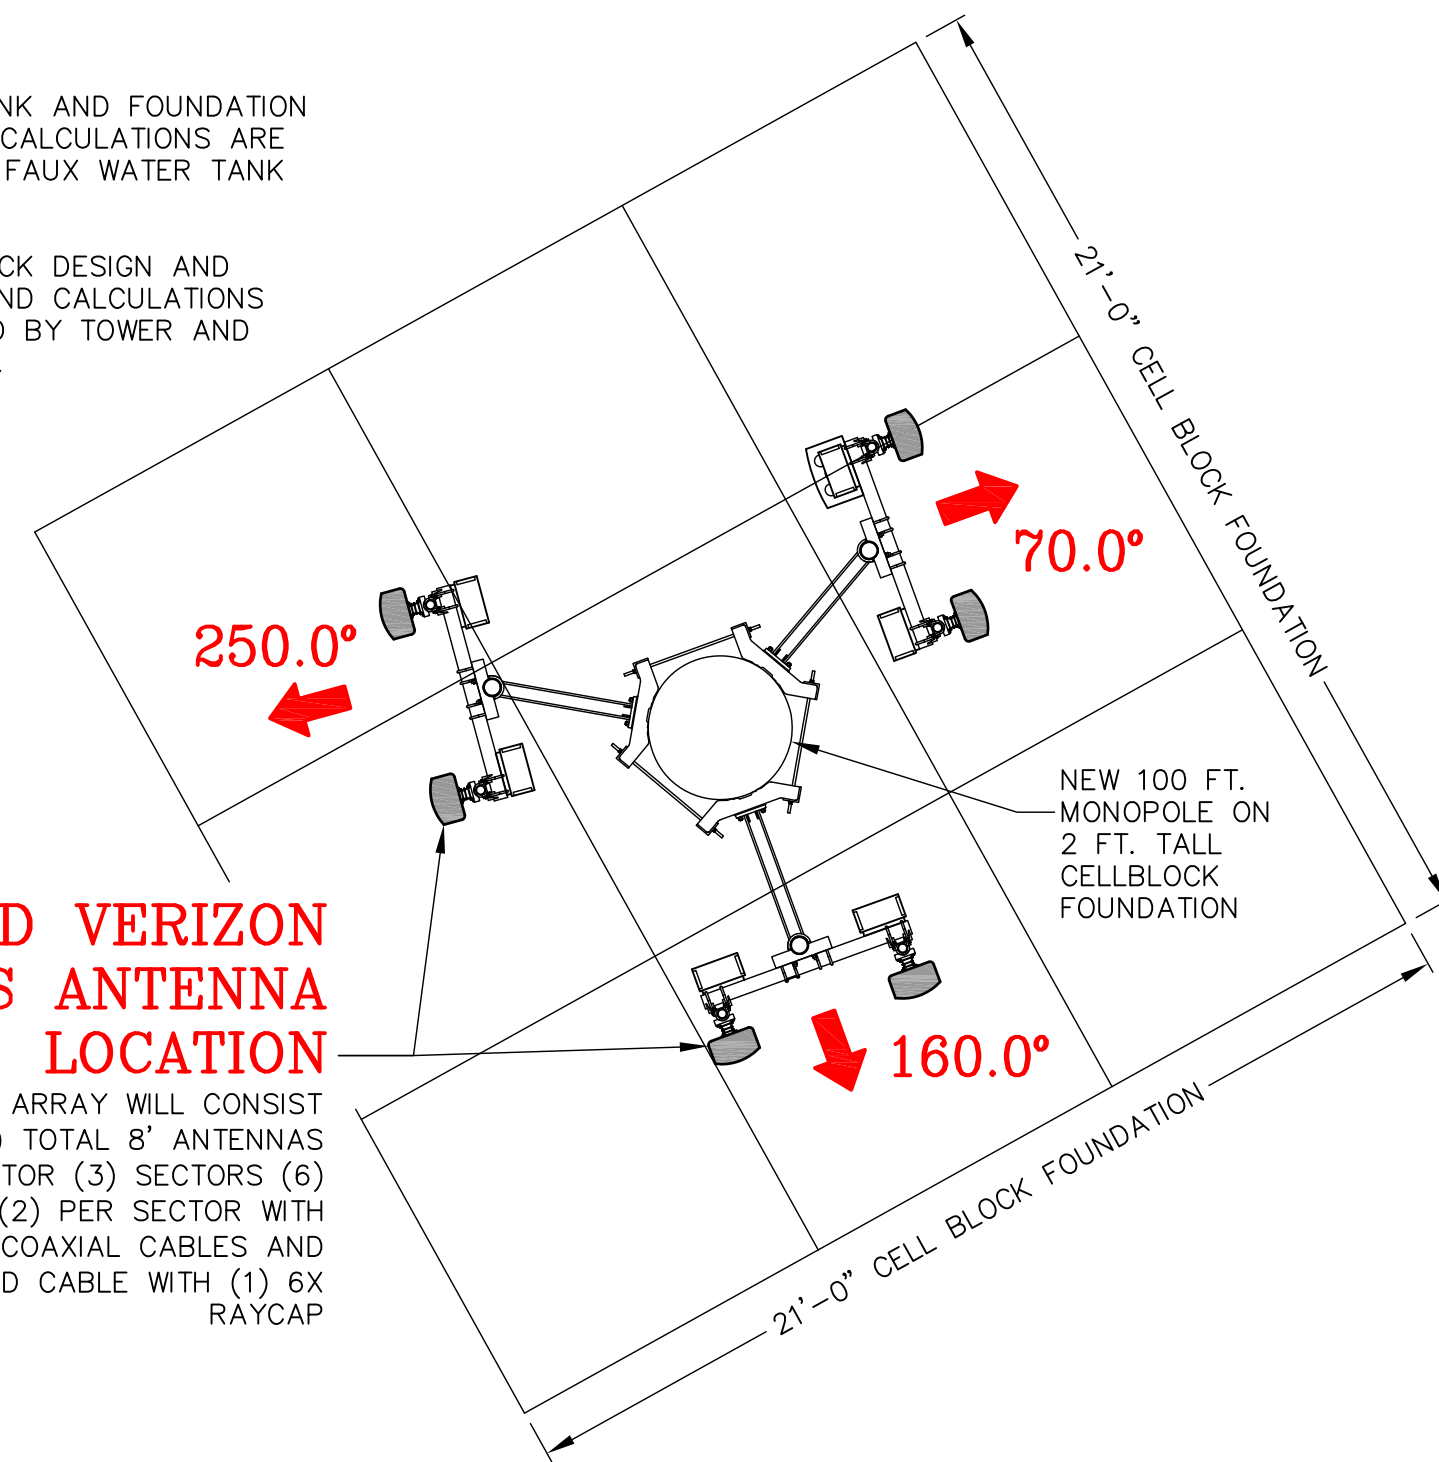 NK AND FOUNDATION
CALCULATIONS ARE
FAUX WATER TANK
CK DESIGN AND
ND CALCULATIONS
D BY TOWER AND
21'-0" CELL BLOCK FOUNDATION
70.0°
250.0°
NEW 100 FT.
MONOPOLE ON
2 FT. TALL
CELLBLOCK
FOUNDATION
D VERIZON
S ANTENNA
LOCATION
160.0°
ARRAY WILL CONSIST
) TOTAL 8' ANTENNAS
TOR (3) SECTORS (6)
(2) PER SECTOR WITH
COAXIAL CABLES AND
D CABLE WITH (1) 6X
RAYCAP
21'-0" CELL BLOCK FOUNDATION